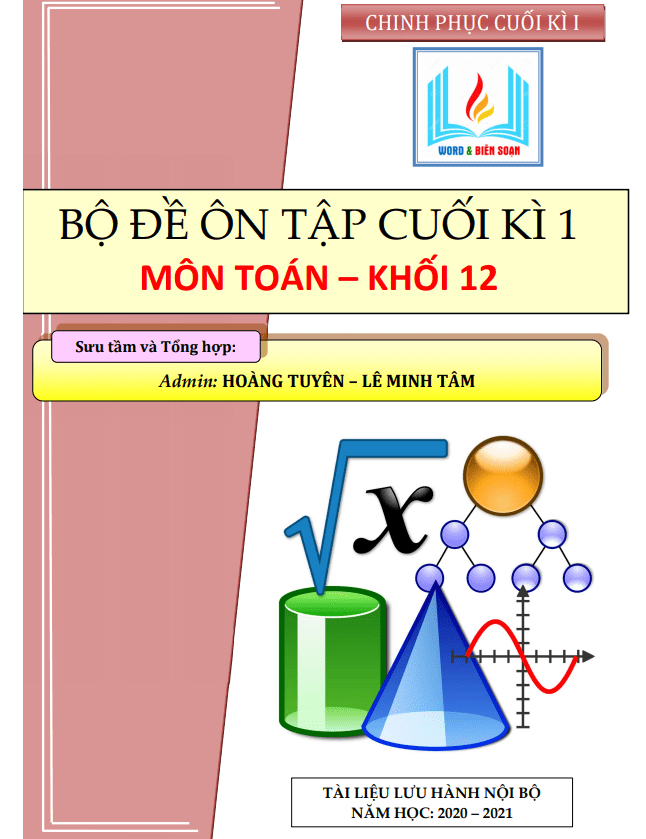 CHINH PHỤC CUỐI KÌ I
WORD & BIÊN SOẠN
BỘ ĐỀ ÔN TẬP CUỐI KÌ 1
MÔN TOÁN – KHỐI 12
Sưu tầm và Tổng hợp:
Admin: HOÀNG TUYÊN – LÊ MINH TÂM
x
TÀI LIỆU LƯU HÀNH NỘI BỘ
NĂM HỌC: 2020 – 2021